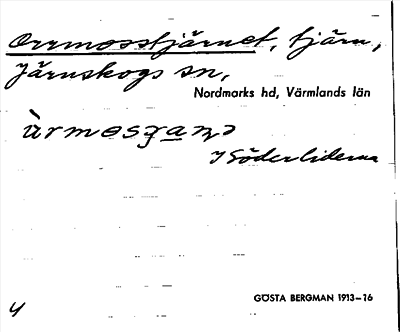 Orrmosstjärnet, tjärn,
Järnskogs sn,
Nordmarks hd, Värmlands län
I Söderliderna
GÖSTA BERGMAN 1913–16
4